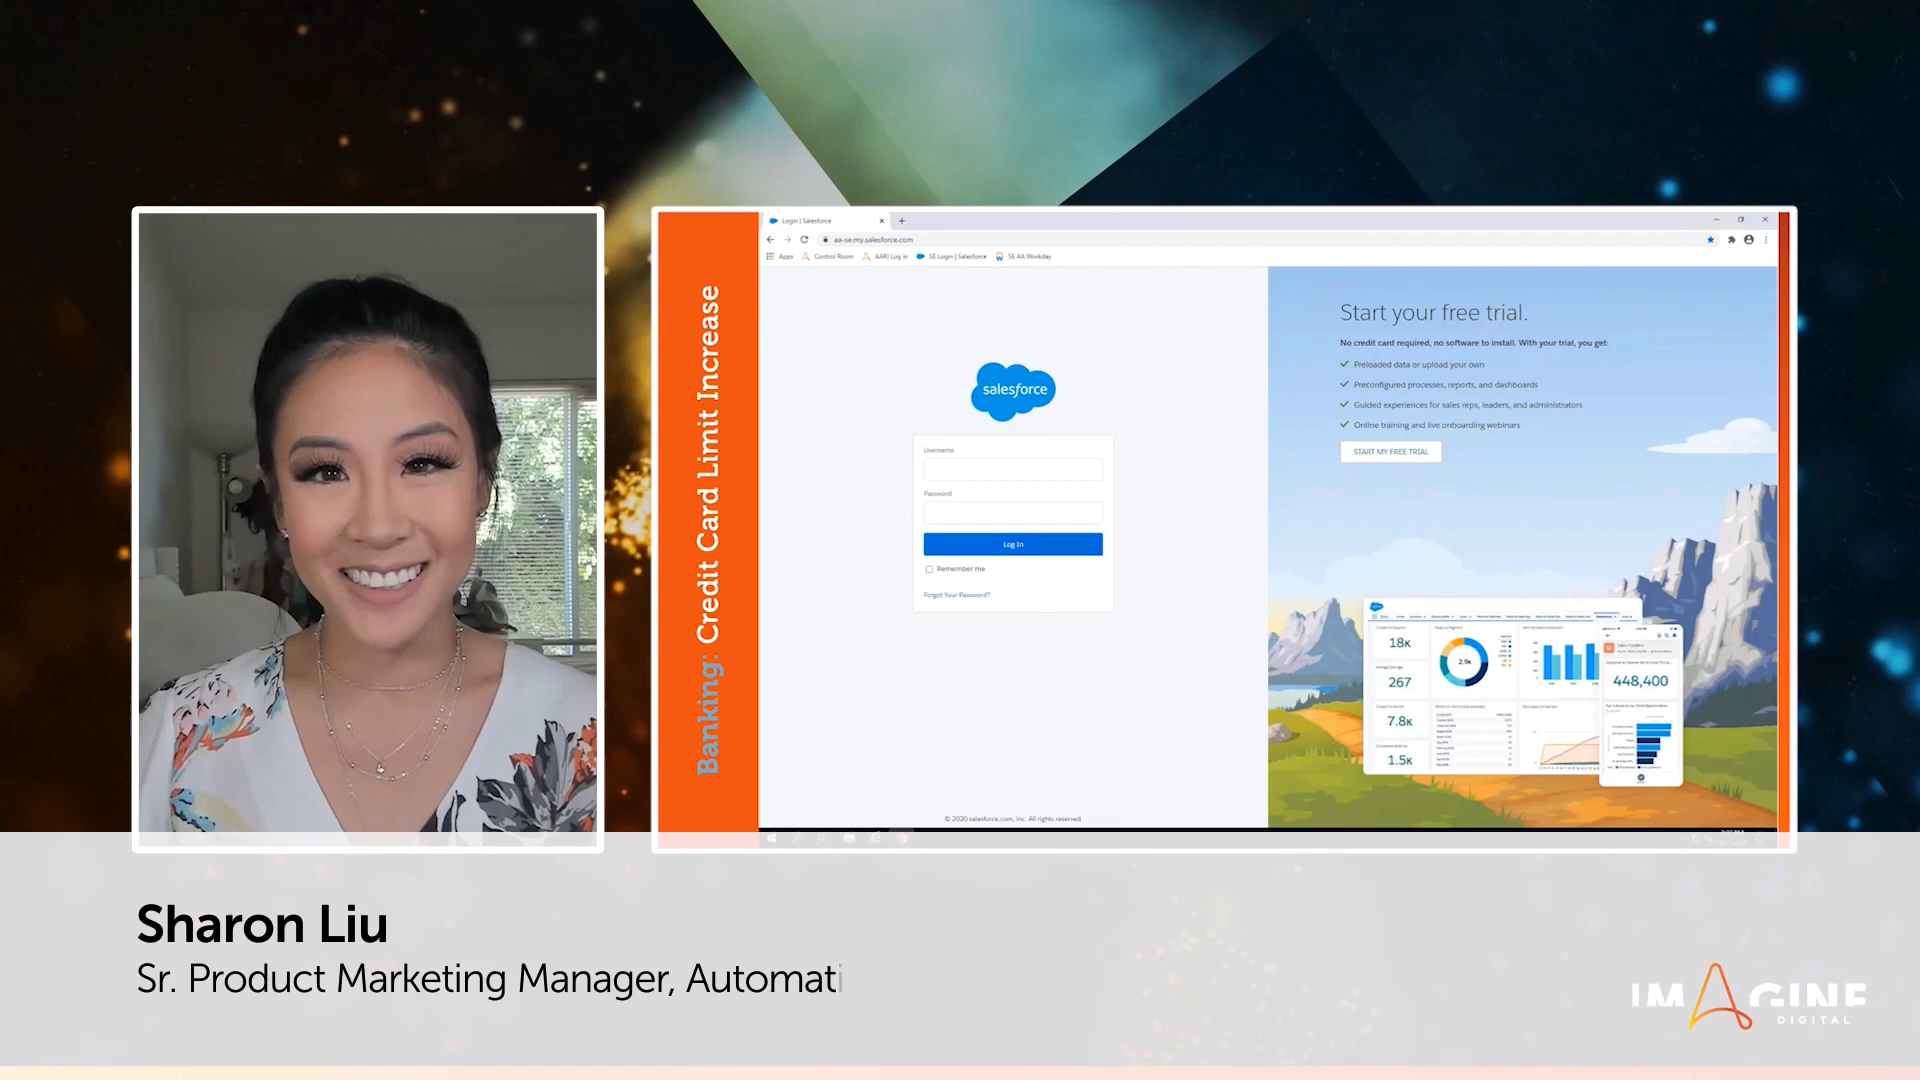 Banking: Credit Card Limit Increase
Login | Salesforce
aa-se.my.salesforce.com
Apps
Control Room
AARI Log in
SE Login | Salesforce
SE AA Workday
salesforce
Username
Password
Log In
Remember me
Forgot Your Password?
© 2020 salesforce.com, inc. All rights reserved.
Start your free trial.
No credit card required, no software to install. With your trial, you get:
Preloaded data or upload your own
Preconfigured processes, reports, and dashboards
Guided experiences for sales reps, leaders, and administrators
Online training and live onboarding webinars
START MY FREE TRIAL
18K
267
7.8K
1.5K
2.9K
448,400
Sharon Liu
Sr. Product Marketing Manager, Automati
IMAGINE
DIGITAL